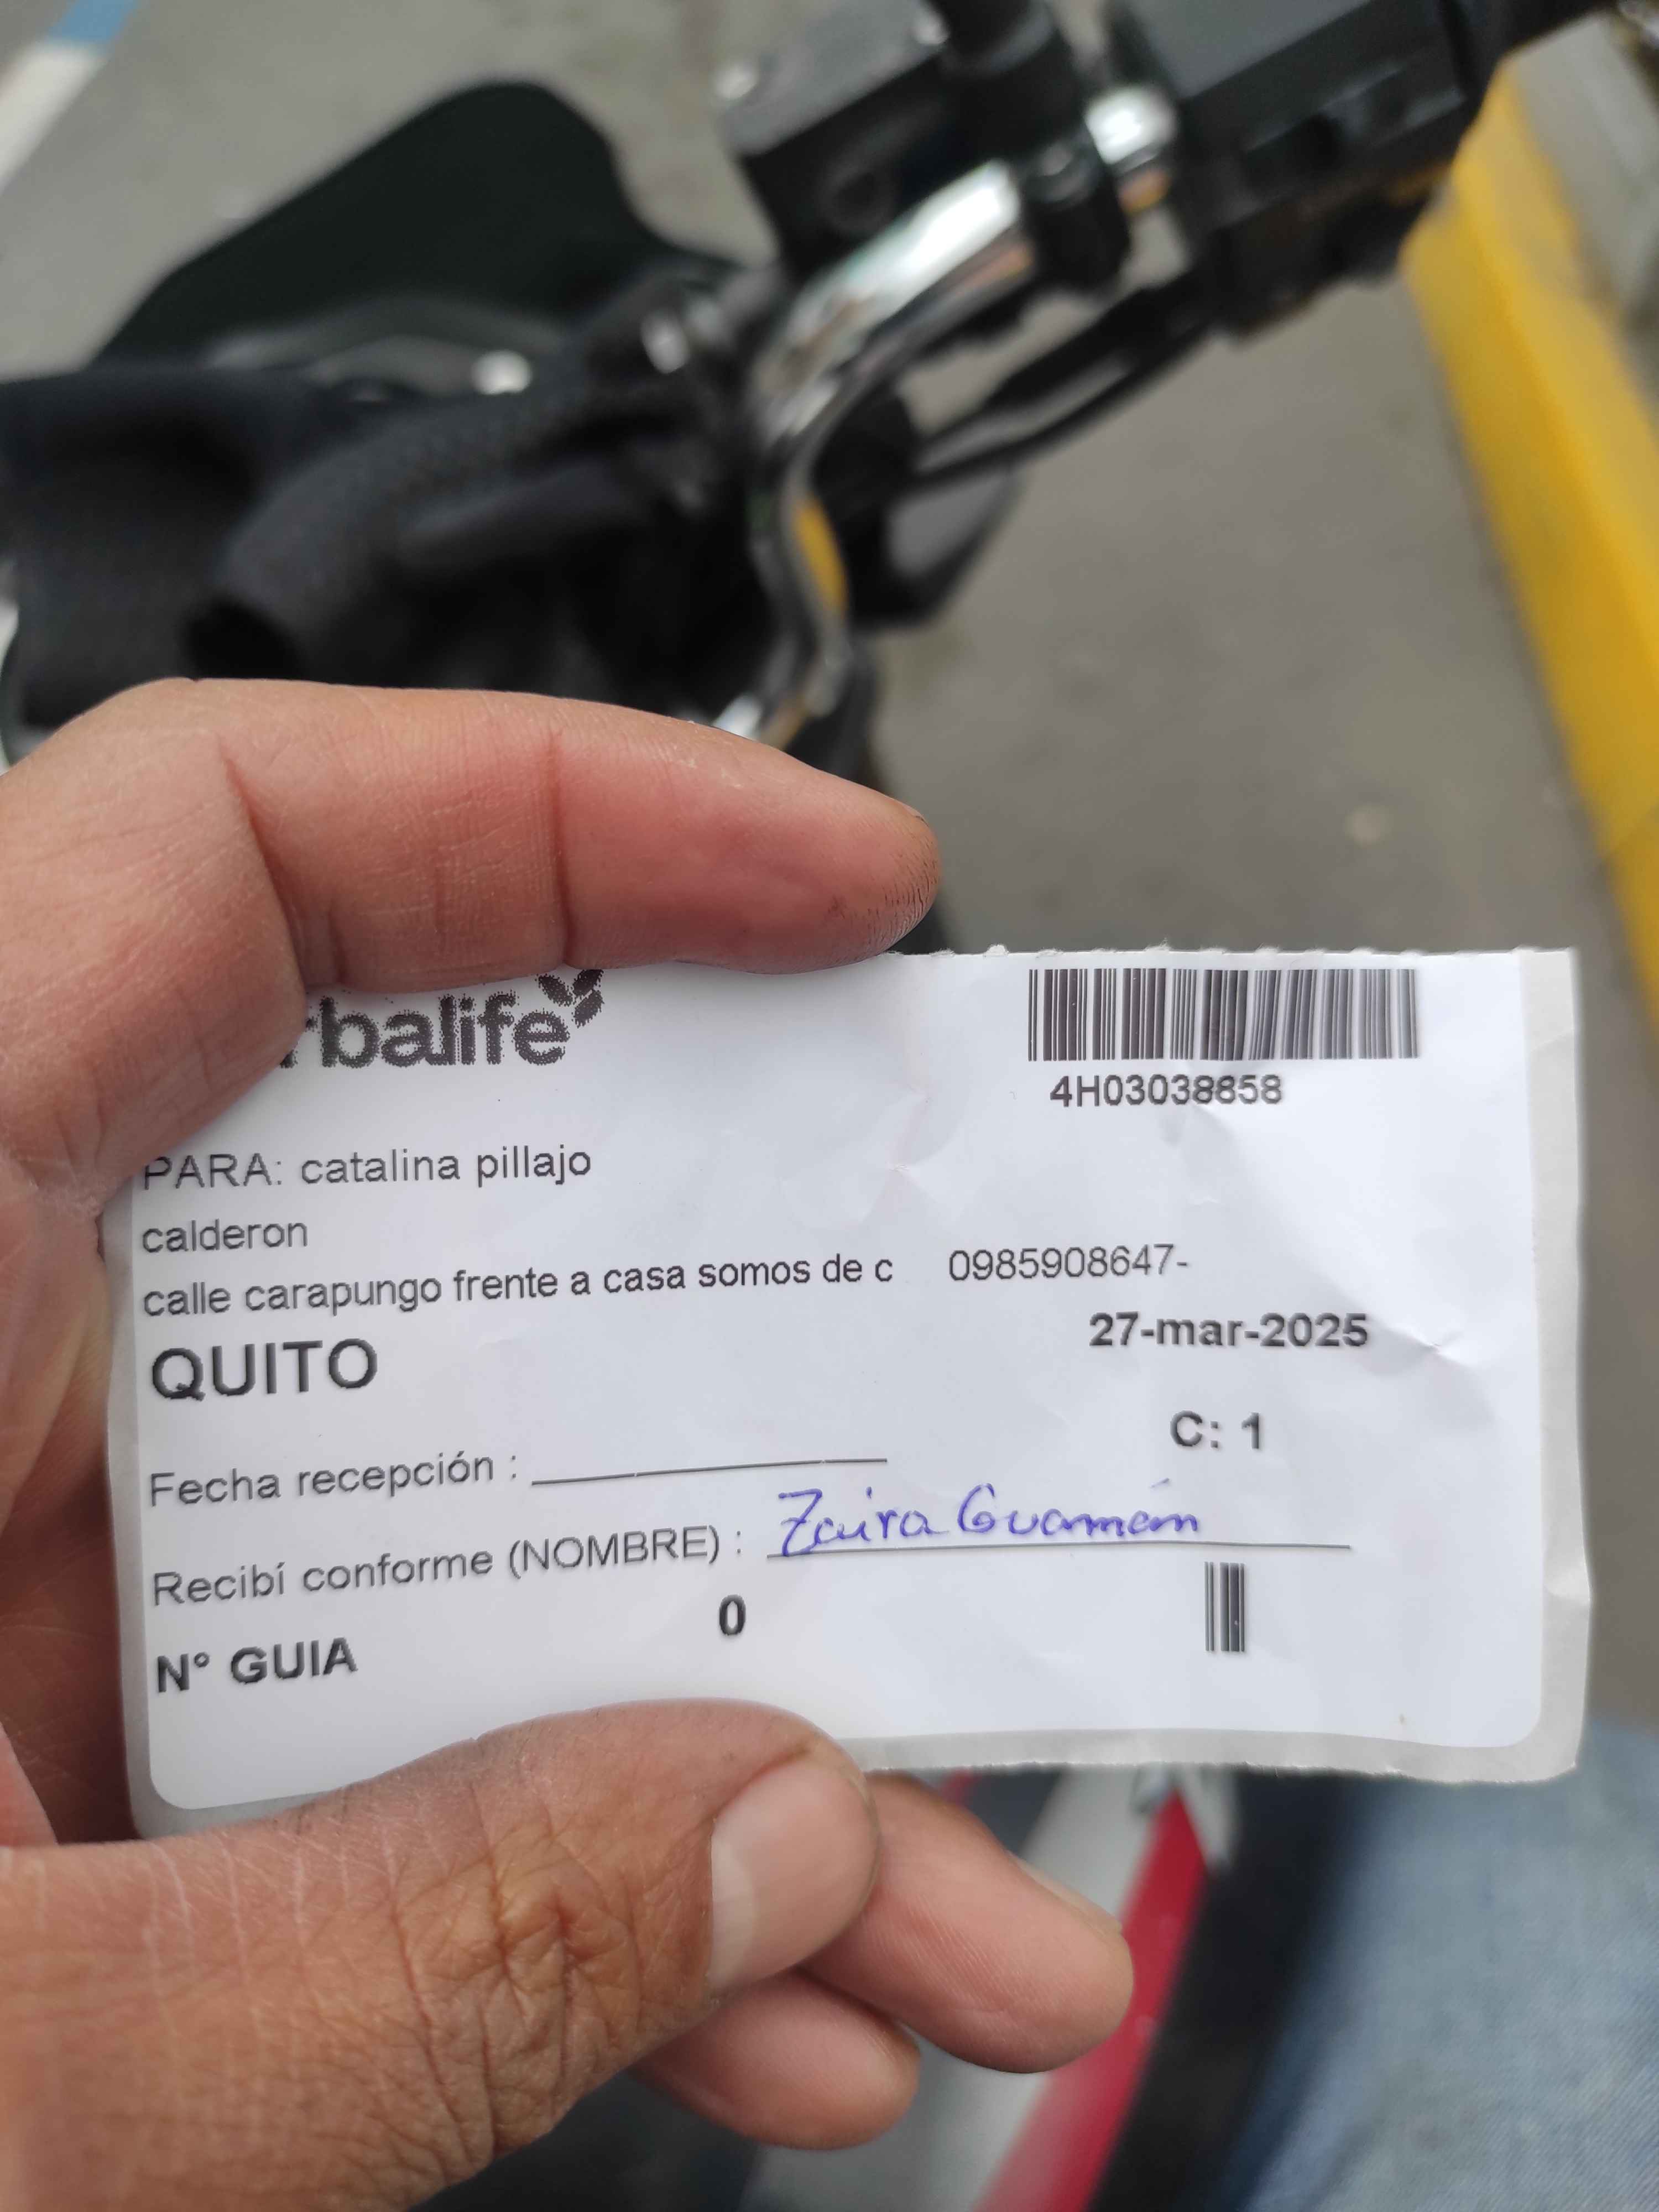 rbalife
4H03038858
PARA: catalina pillajo
calderon
calle carapungo frente a casa somos de c 0985908647-
27-mar-2025
QUITO
C: 1
Fecha recepción :
Recibí conforme (NOMBRE) : Zaira Guamán
N° GUIA 0